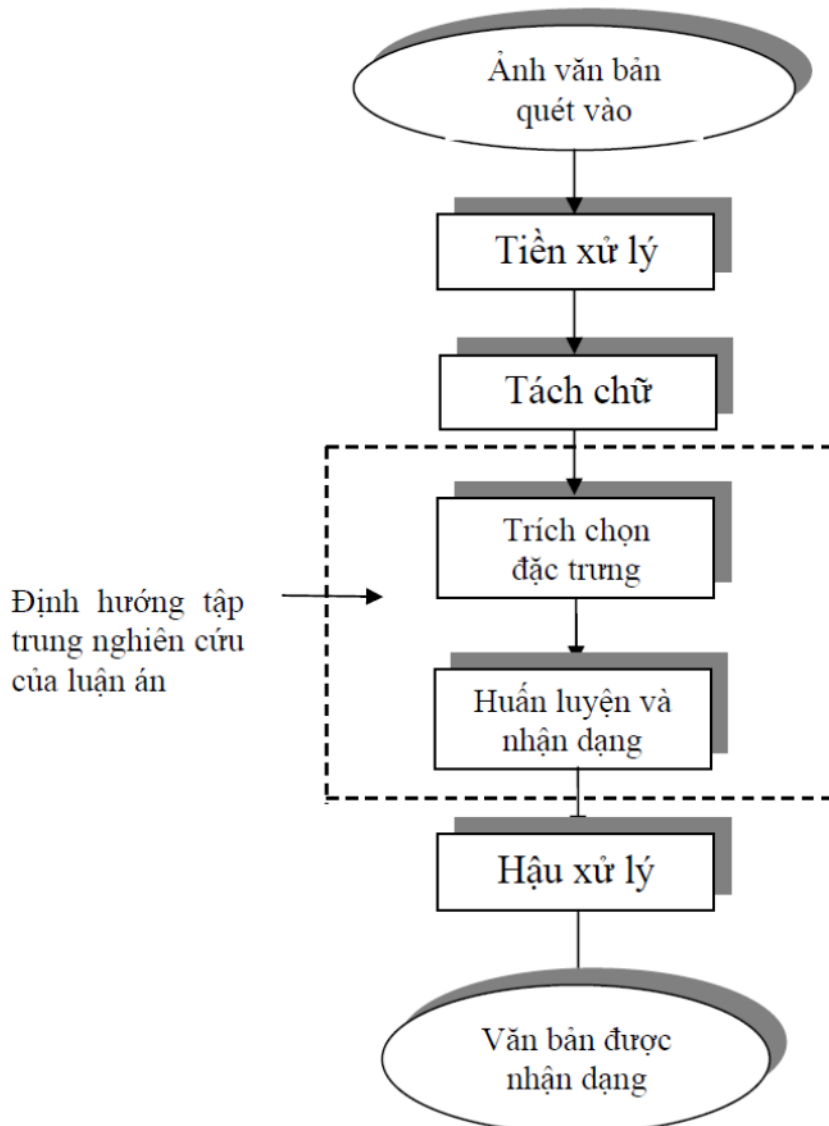 Ảnh văn bản
quét vào
Tiền xử lý
Tách chữ
Trích chọn
đặc trưng
Định hướng tập
trung nghiên cứu
của luận án
Huấn luyện và
nhận dạng
Hậu xử lý
Văn bản được
nhận dạng